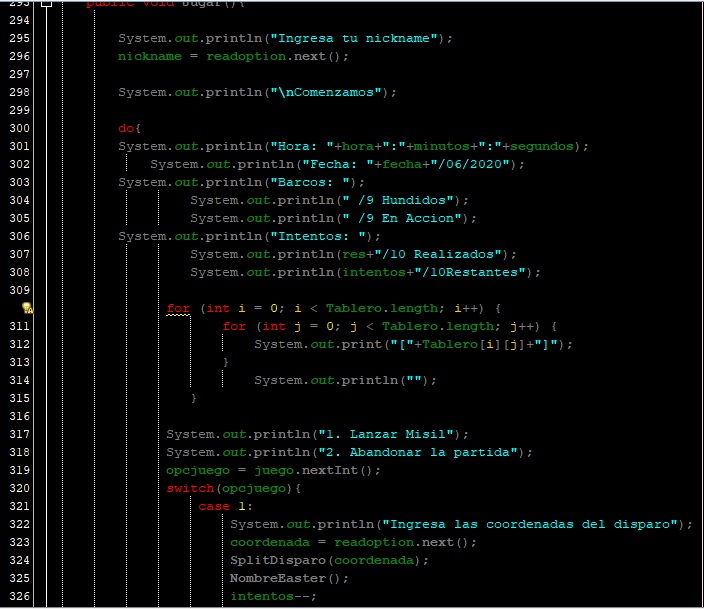 293 public void Jugar(){
294
295 System.out.println("Ingresa tu nickname");
296 nickname = readoption.next();
297
298 System.out.println("\nComenzamos");
299
300 do{
301 System.out.println("Hora: "+hora+":"+minutos+":"+segundos);
302 System.out.println("Fecha: "+fecha+"/06/2020");
303 System.out.println("Barcos: ");
304 System.out.println(" /9 Hundidos");
305 System.out.println(" /9 En Accion");
306 System.out.println("Intentos: ");
307 System.out.println(res+"/10 Realizados");
308 System.out.println(intentos+"/10Restantes");
309
for (int i = 0; i < Tablero.length; i++) {
311 for (int j = 0; j < Tablero.length; j++) {
312 System.out.print("["+Tablero[i][j]+"]");
313 }
314 System.out.println("");
315 }
316
317 System.out.println("1. Lanzar Misil");
318 System.out.println("2. Abandonar la partida");
319 opcjuego = juego.nextInt();
320 switch(opcjuego){
321 case 1:
322 System.out.println("Ingresa las coordenadas del disparo");
323 coordenada = readoption.next();
324 SplitDisparo(coordenada);
325 NombreEaster();
326 intentos--;